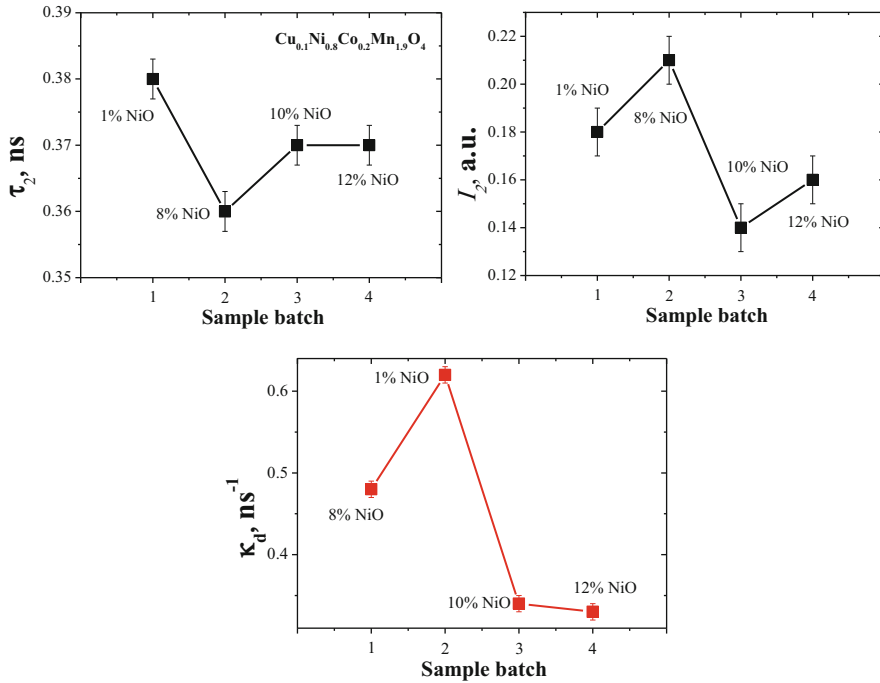 Cu₀.₁Ni₀.₈Co₀.₂Mn₁.₉O₄
τ₂, ns
0.39
0.38
0.37
0.36
0.35
1% NiO
8% NiO
10% NiO
12% NiO
1 2 3 4
Sample batch
I₂, a.u.
0.22
0.20
0.18
0.16
0.14
0.12
1% NiO
8% NiO
10% NiO
12% NiO
1 2 3 4
Sample batch
κd, ns⁻¹
0.6
0.5
0.4
1% NiO
8% NiO
10% NiO
12% NiO
1 2 3 4
Sample batch